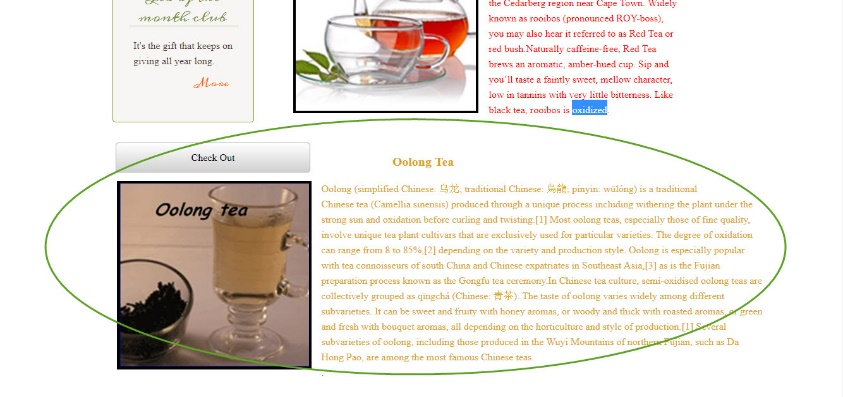 month club
It's the gift that keeps on
giving all year long.
More
the Cedarberg region near Cape Town. Widely
known as rooibos (pronounced ROY-boss),
you may also hear it referred to as Red Tea or
red bush.Naturally caffeine-free, Red Tea
brews an aromatic, amber-hued cup. Sip and
you'll taste a faintly sweet, mellow character,
low in tannins with very little bitterness. Like
black tea, rooibos is oxidized.
Check Out
Oolong tea
Oolong Tea
Oolong (simplified Chinese: 乌龙; traditional Chinese: 烏龍; pinyin: wūlóng) is a traditional
Chinese tea (Camellia sinensis) produced through a unique process including withering the plant under the
strong sun and oxidation before curling and twisting.[1] Most oolong teas, especially those of fine quality,
involve unique tea plant cultivars that are exclusively used for particular varieties. The degree of oxidation
can range from 8 to 85%,[2] depending on the variety and production style. Oolong is especially popular
with tea connoisseurs of south China and Chinese expatriates in Southeast Asia,[3] as is the Fujian
preparation process known as the Gongfu tea ceremony.In Chinese tea culture, semi-oxidised oolong teas are
collectively grouped as qīngchá (Chinese: 青茶). The taste of oolong varies widely among different
subvarieties. It can be sweet and fruity with honey aromas, or woody and thick with roasted aromas, or green
and fresh with bouquet aromas, all depending on the horticulture and style of production.[1] Several
subvarieties of oolong, including those produced in the Wuyi Mountains of northern Fujian, such as Da
Hong Pao, are among the most famous Chinese teas.
.